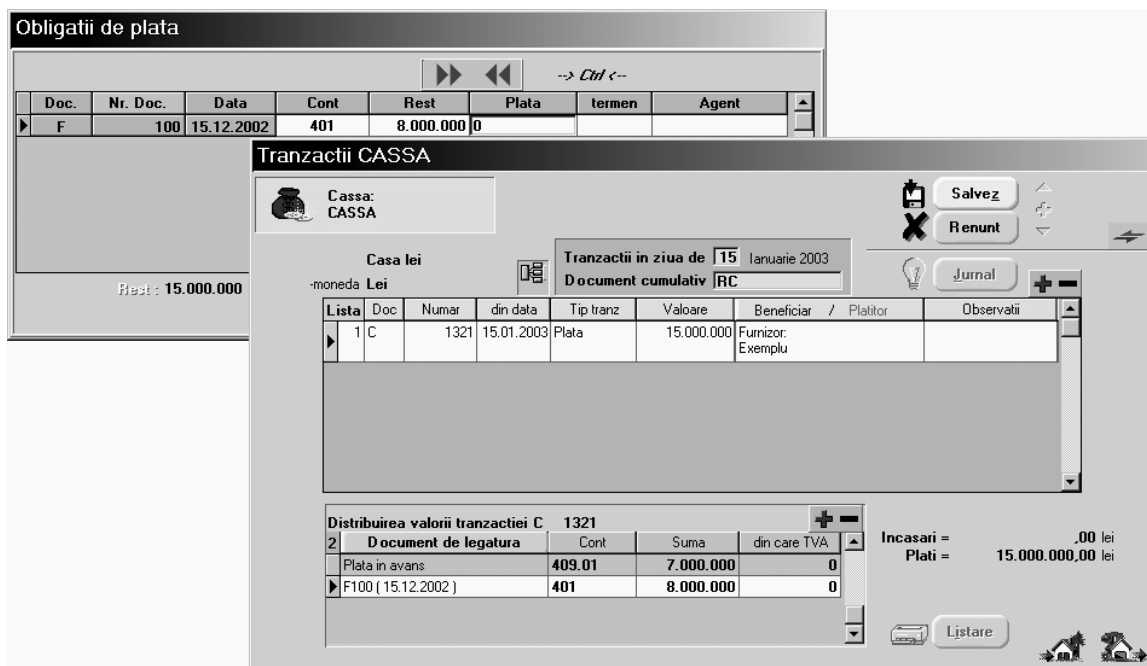 Obligatii de plata
--> Ctrl <--
Doc. Nr. Doc. Data Cont Rest Plata termen Agent
F 100 15.12.2002 401 8.000.000 0
Rest : 15.000.000
Tranzactii CASSA
Cassa:
CASSA
Salvez
Renunt
Casa lei
Tranzactii in ziua de 15 Ianuarie 2003
-moneda Lei
Document cumulativ RC
Jurnal
Lista Doc Numar din data Tip tranz Valoare Beneficiar / Platitor Observatii
1 C 1321 15.01.2003 Plata 15.000.000 Furnizor:
Exemplu
Distribuirea valorii tranzactiei C 1321
2 Document de legatura Cont Suma din care TVA
Plata in avans 409.01 7.000.000 0
F100 ( 15.12.2002 ) 401 8.000.000 0
Incasari = ,00 lei
Plati = 15.000.000,00 lei
Listare